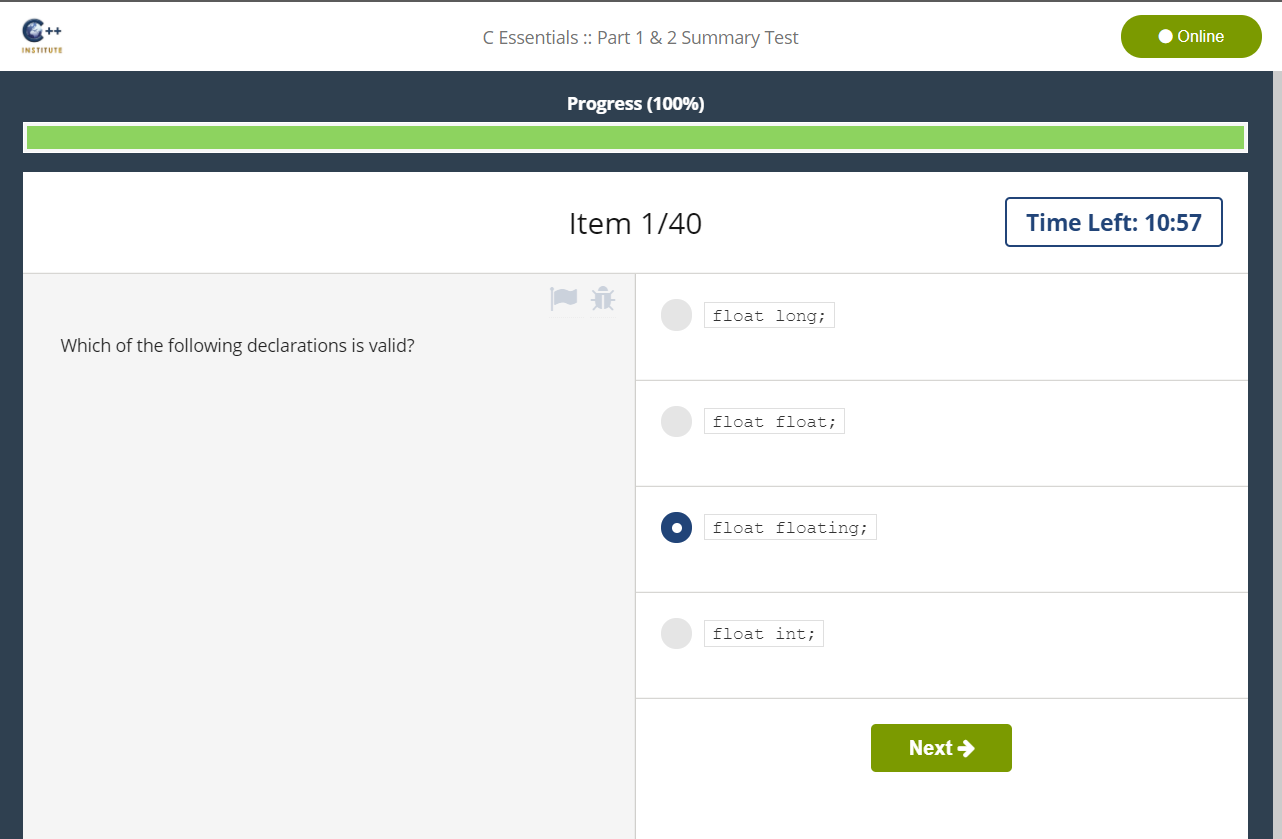 C++
INSTITUTE
C Essentials :: Part 1 & 2 Summary Test
Online
Progress (100%)
Item 1/40
Time Left: 10:57
Which of the following declarations is valid?
float long;
float float;
float floating;
float int;
Next